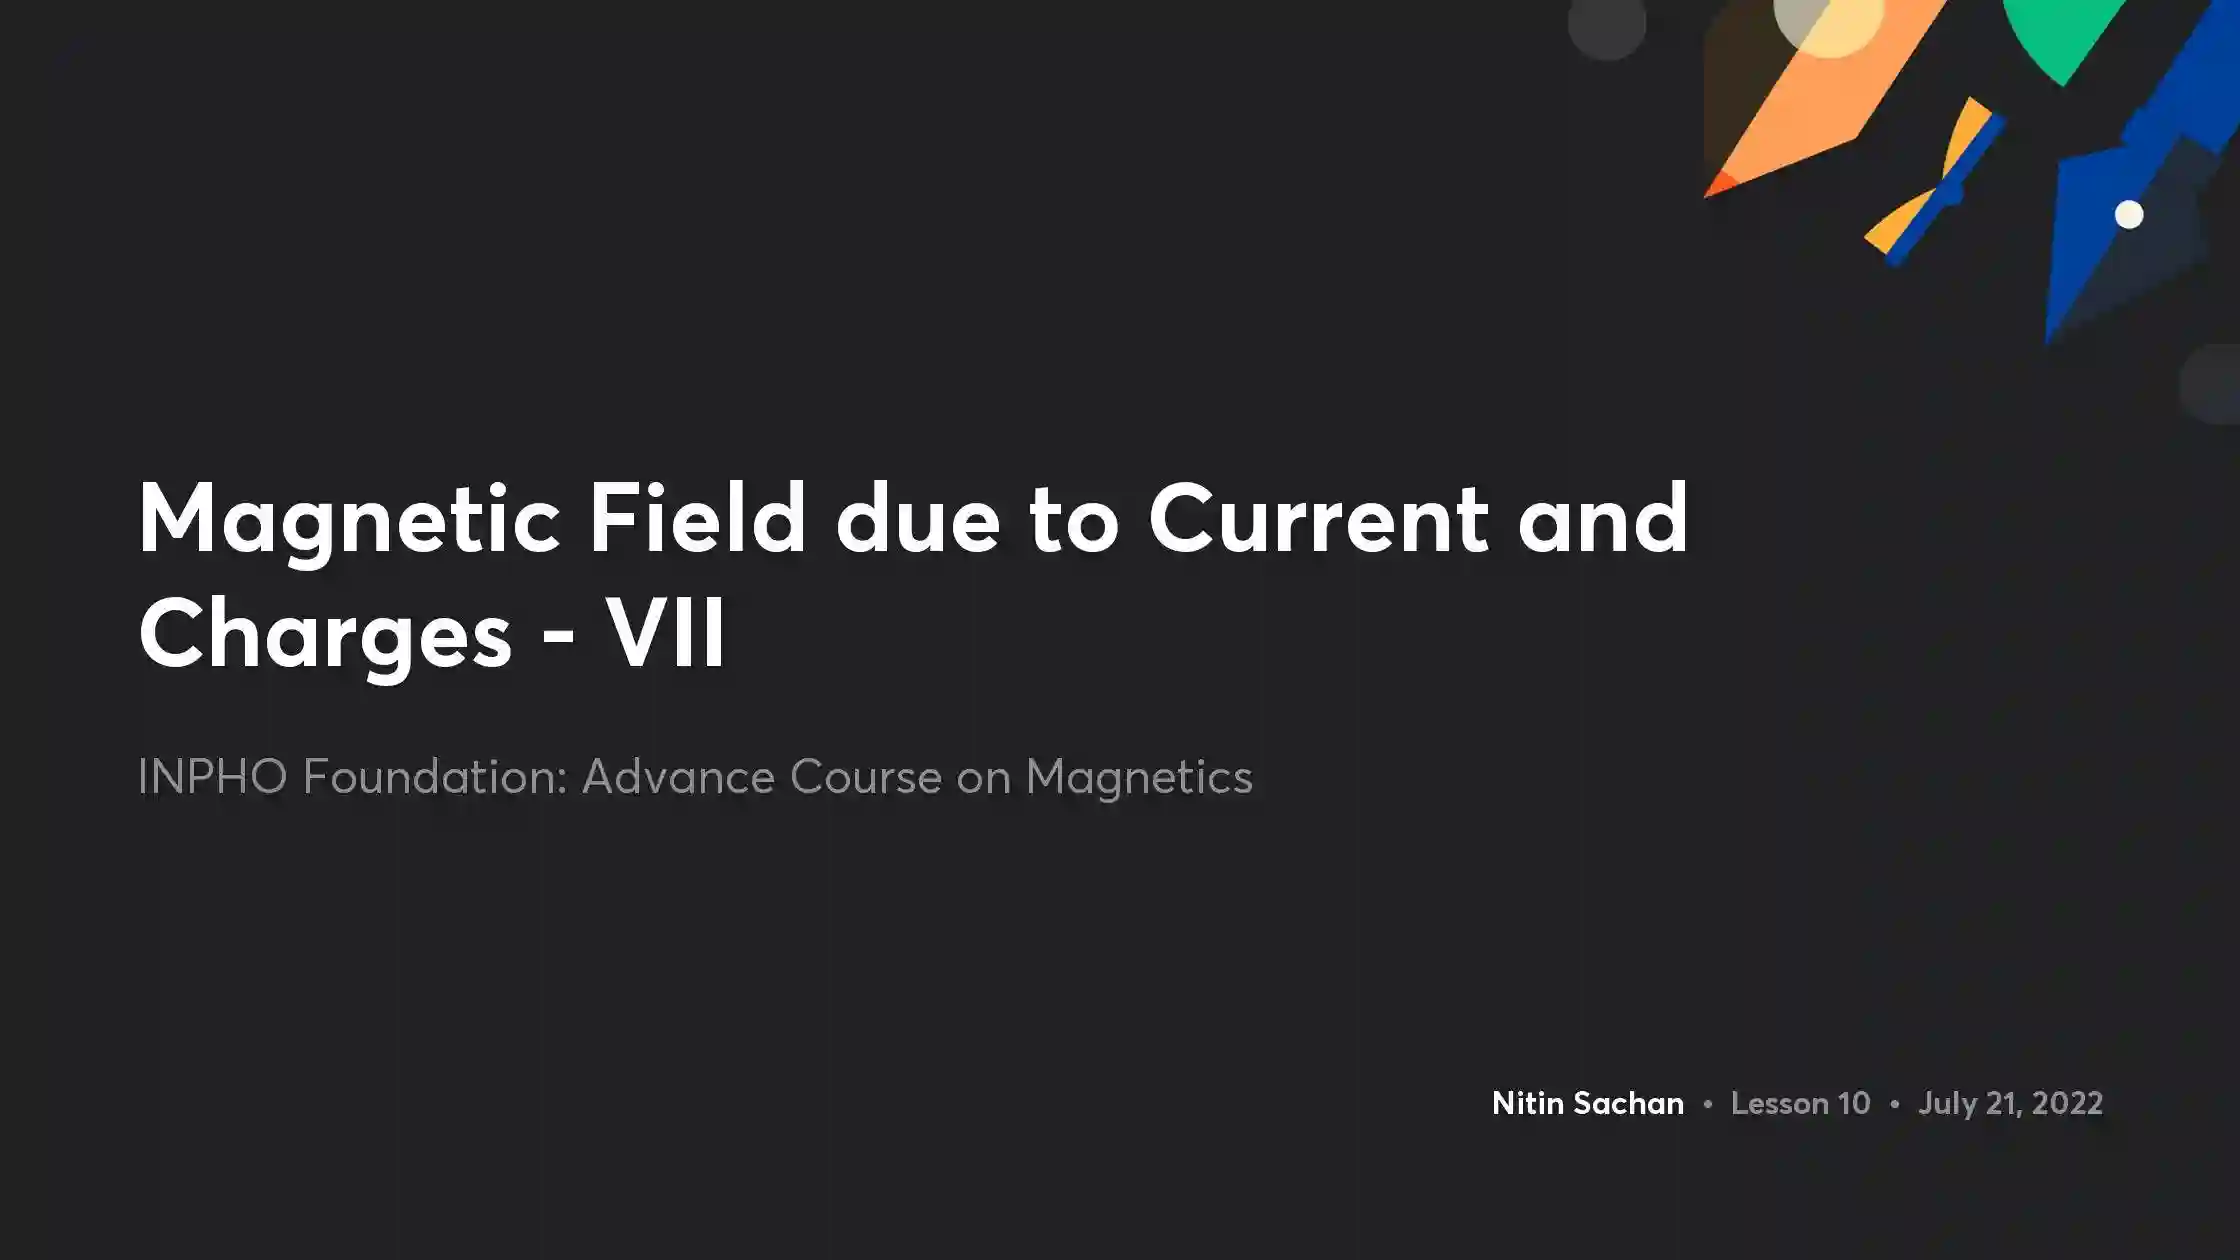 Magnetic Field due to Current and
Charges - VII
INPHO Foundation: Advance Course on Magnetics
Nitin Sachan • Lesson 10 • July 21, 2022